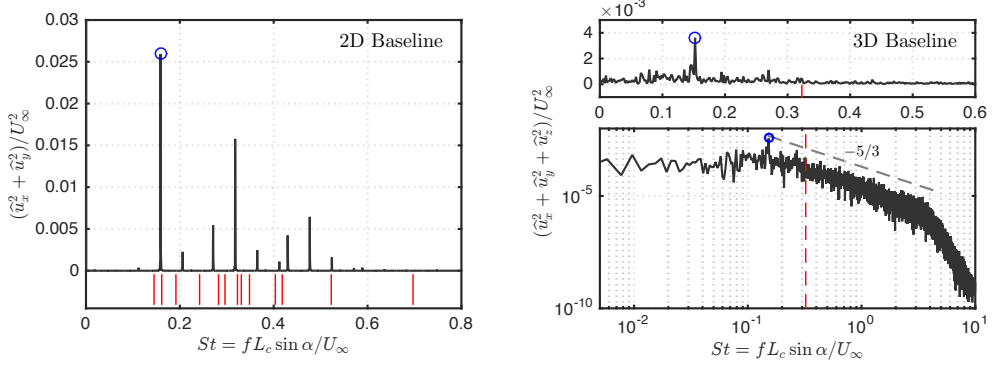 0.03
2D Baseline
0.025
0.02
0.015
0.01
0.005
0
0 0.2 0.4 0.6 0.8
(û_x^2 + û_y^2)/U_∞^2
St = fL_c sin α/U_∞
×10^-3
3D Baseline
4
2
0
0 0.1 0.2 0.3 0.4 0.5 0.6
(û_x^2 + û_y^2 + û_z^2)/U_∞^2
−5/3
10^-5
10^-10
10^-2 10^-1 10^0 10^1
St = fL_c sin α/U_∞